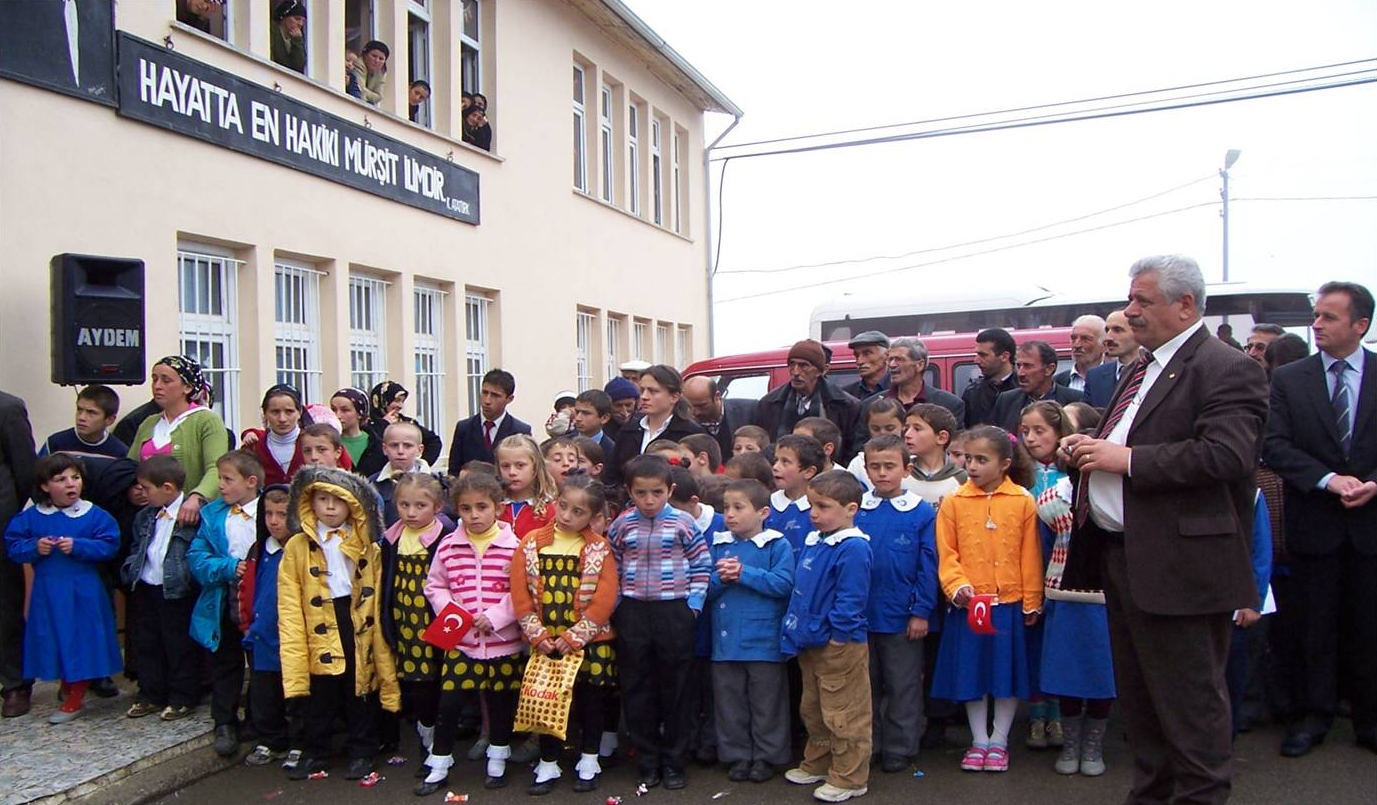 HAYATTA EN HAKİKİ MÜRŞİT İLİMDİR.
K. ATATÜRK
AYDEM
Kodak